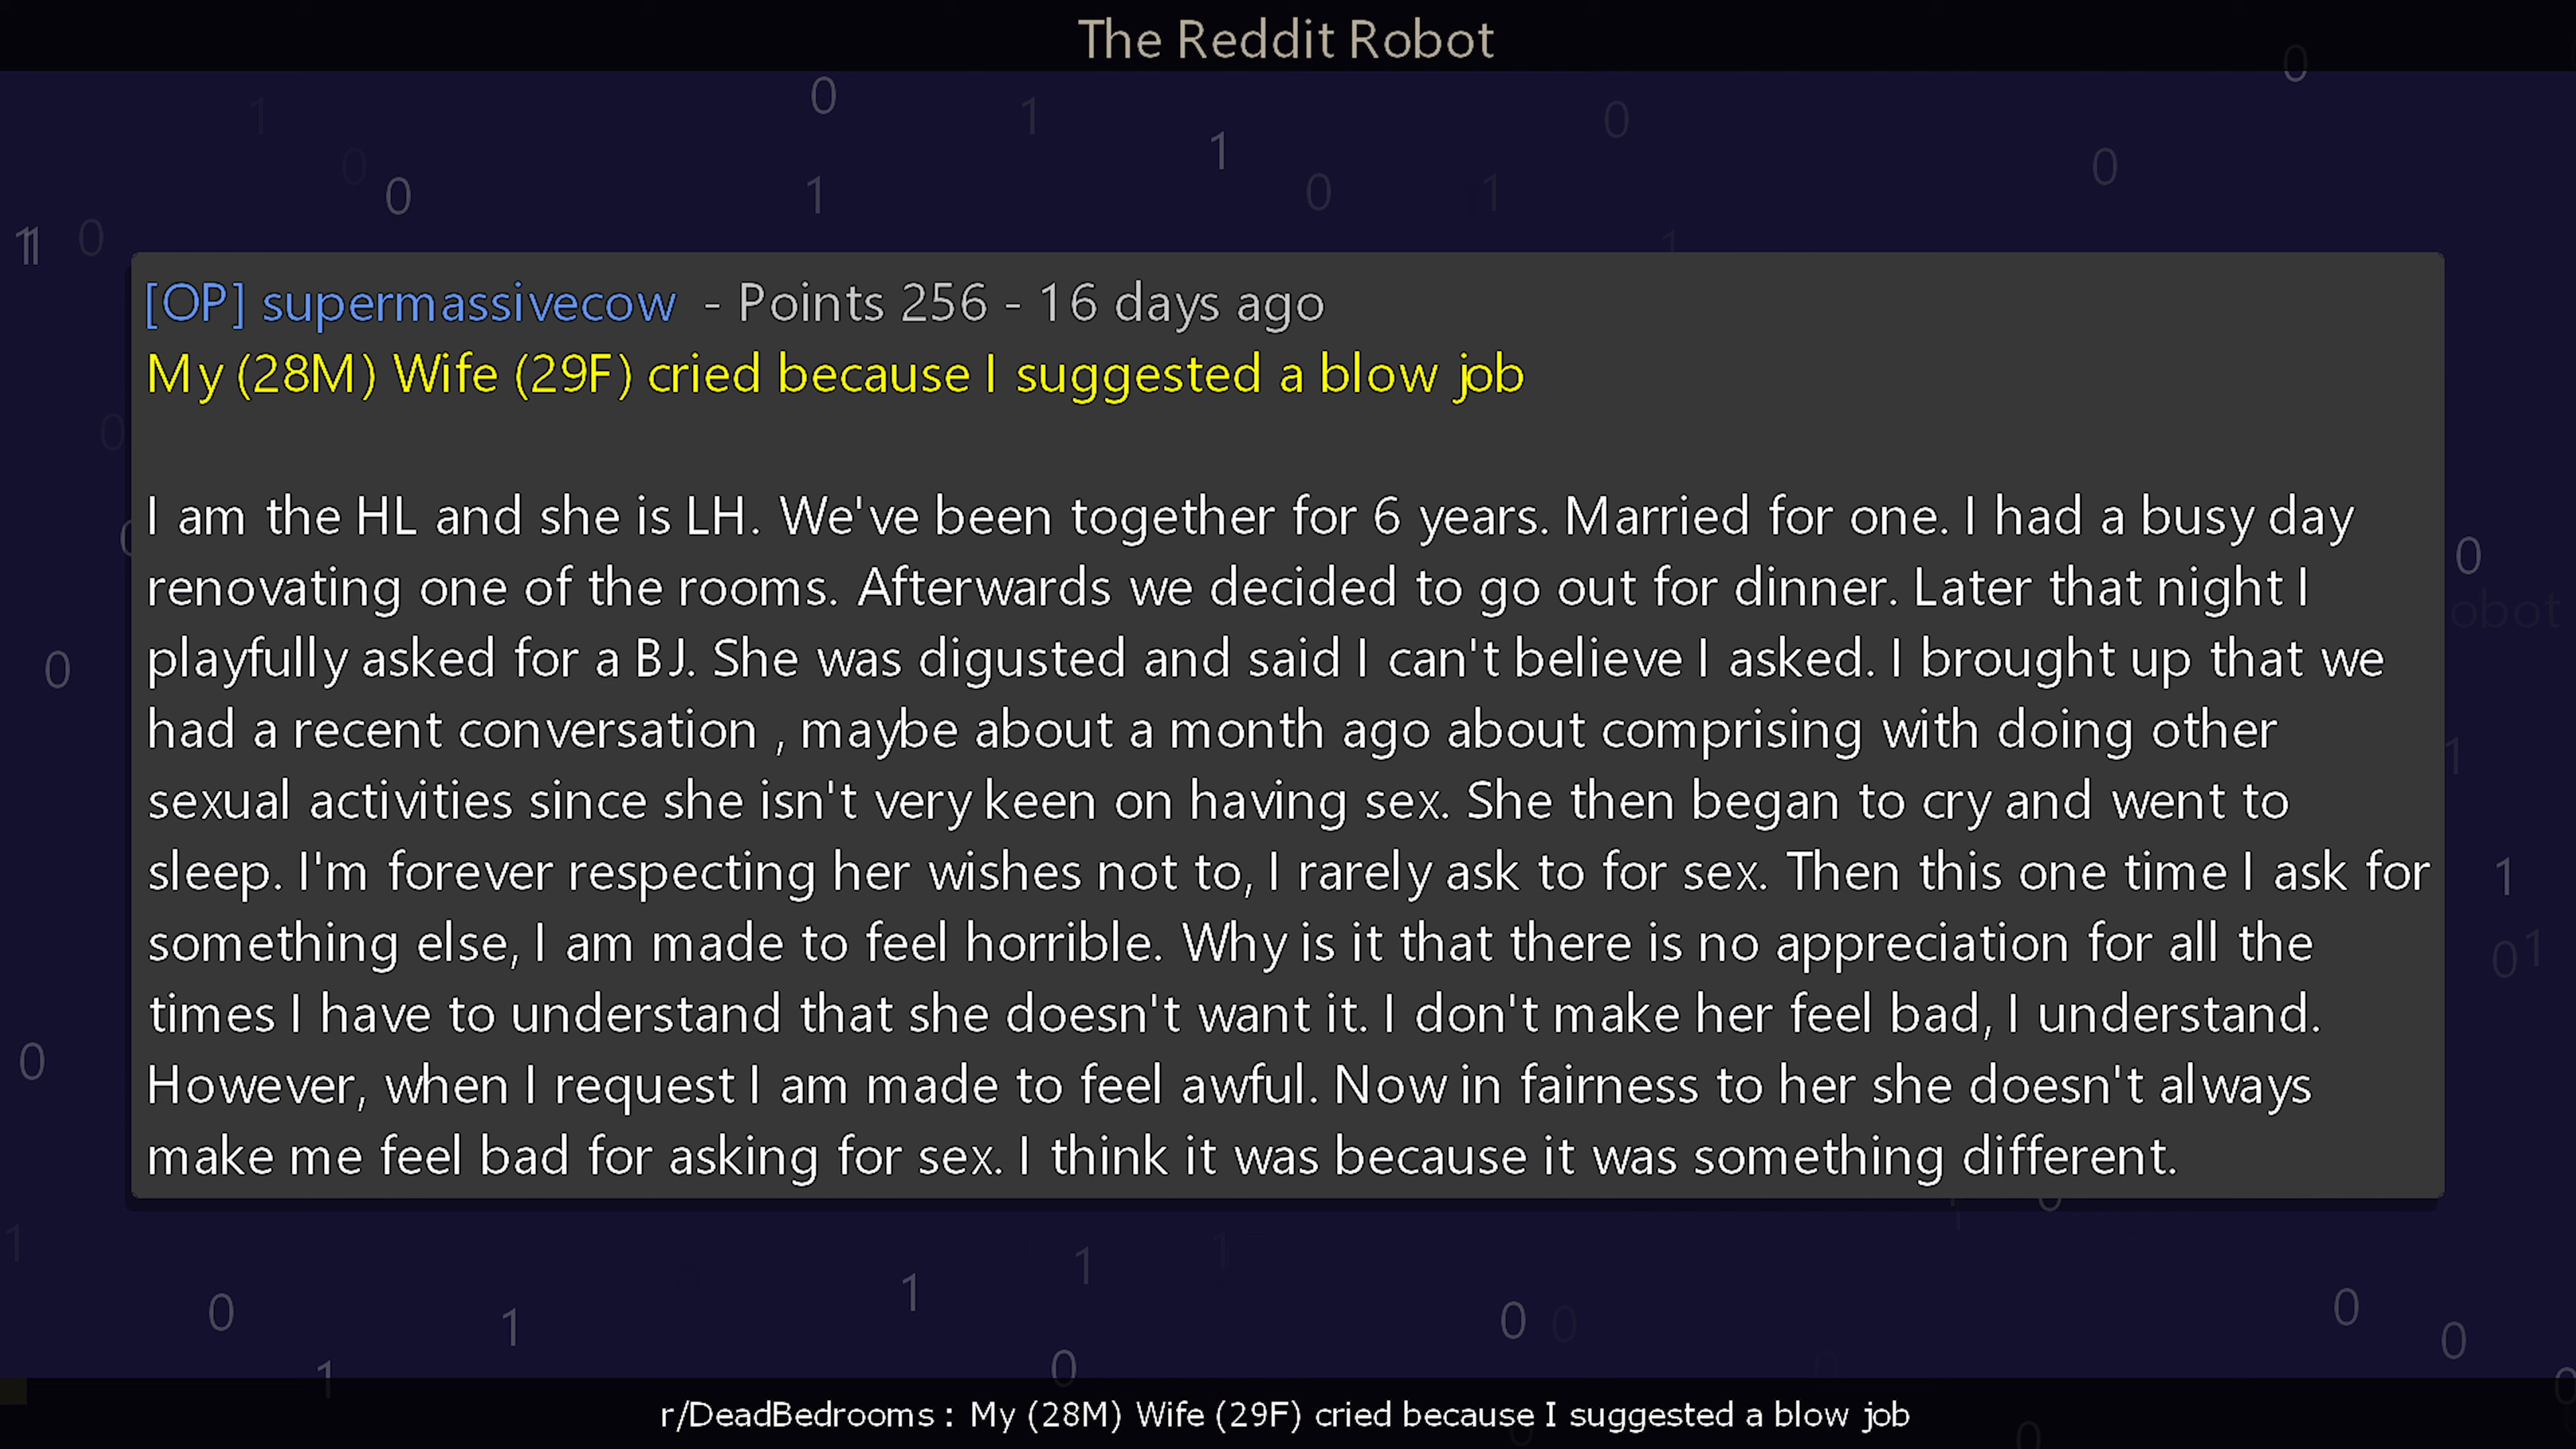 The Reddit Robot
[OP] supermassivecow - Points 256 - 16 days ago
My (28M) Wife (29F) cried because I suggested a blow job
I am the HL and she is LH. We've been together for 6 years. Married for one. I had a busy day
renovating one of the rooms. Afterwards we decided to go out for dinner. Later that night I
playfully asked for a BJ. She was digusted and said I can't believe I asked. I brought up that we
had a recent conversation , maybe about a month ago about comprising with doing other
sexual activities since she isn't very keen on having sex. She then began to cry and went to
sleep. I'm forever respecting her wishes not to, I rarely ask to for sex. Then this one time I ask for
something else, I am made to feel horrible. Why is it that there is no appreciation for all the
times I have to understand that she doesn't want it. I don't make her feel bad, I understand.
However, when I request I am made to feel awful. Now in fairness to her she doesn't always
make me feel bad for asking for sex. I think it was because it was something different.
r/DeadBedrooms : My (28M) Wife (29F) cried because I suggested a blow job